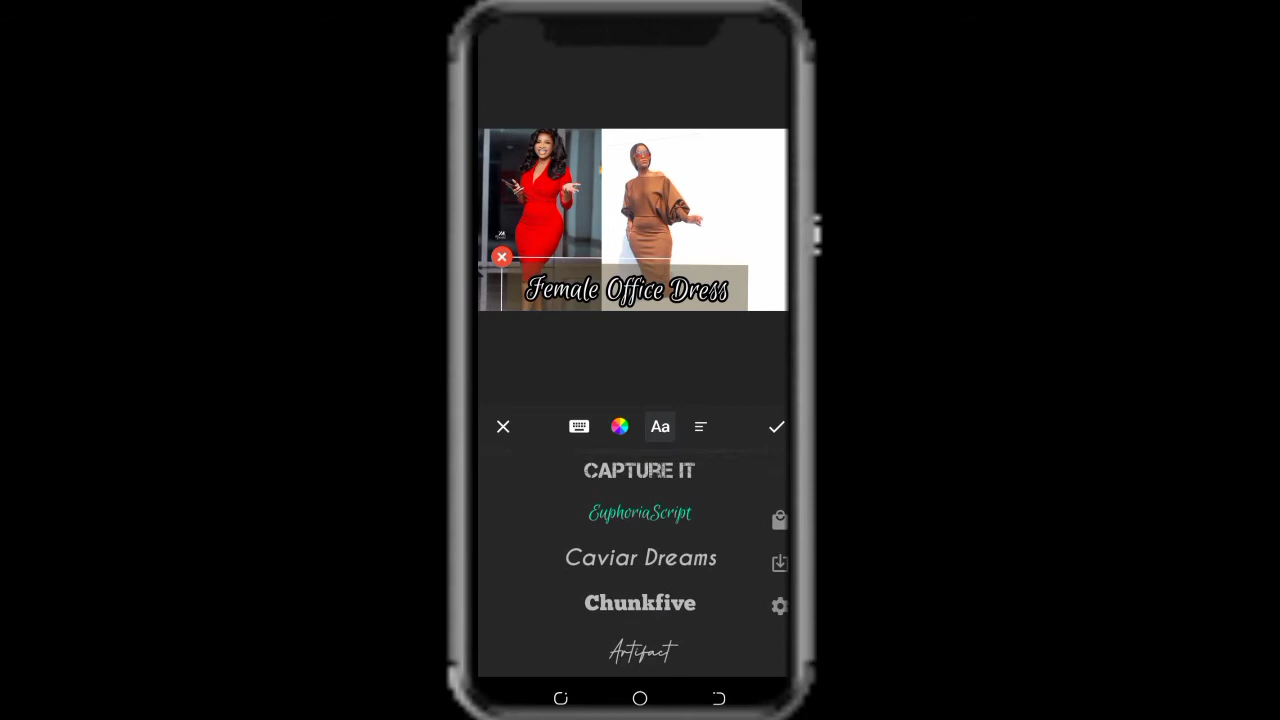 Female Office Dress
Aa
CAPTURE IT
EuphoriaScript
Caviar Dreams
Chunkfive
Artifact